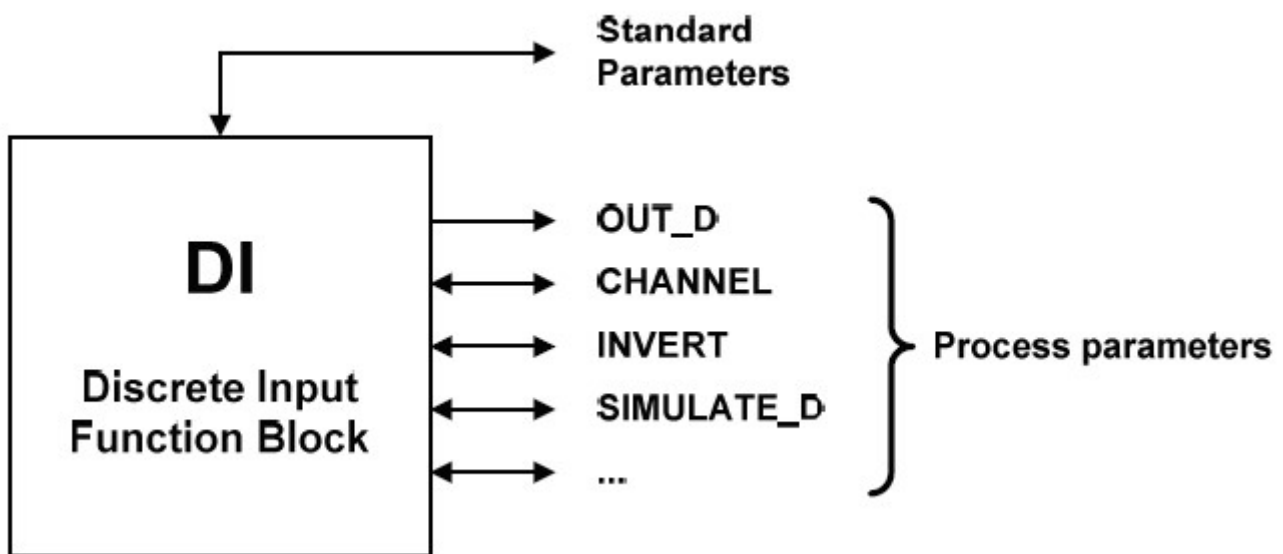 Standard
Parameters
DI
Discrete Input
Function Block
OUT_D
CHANNEL
INVERT
SIMULATE_D
...
Process parameters